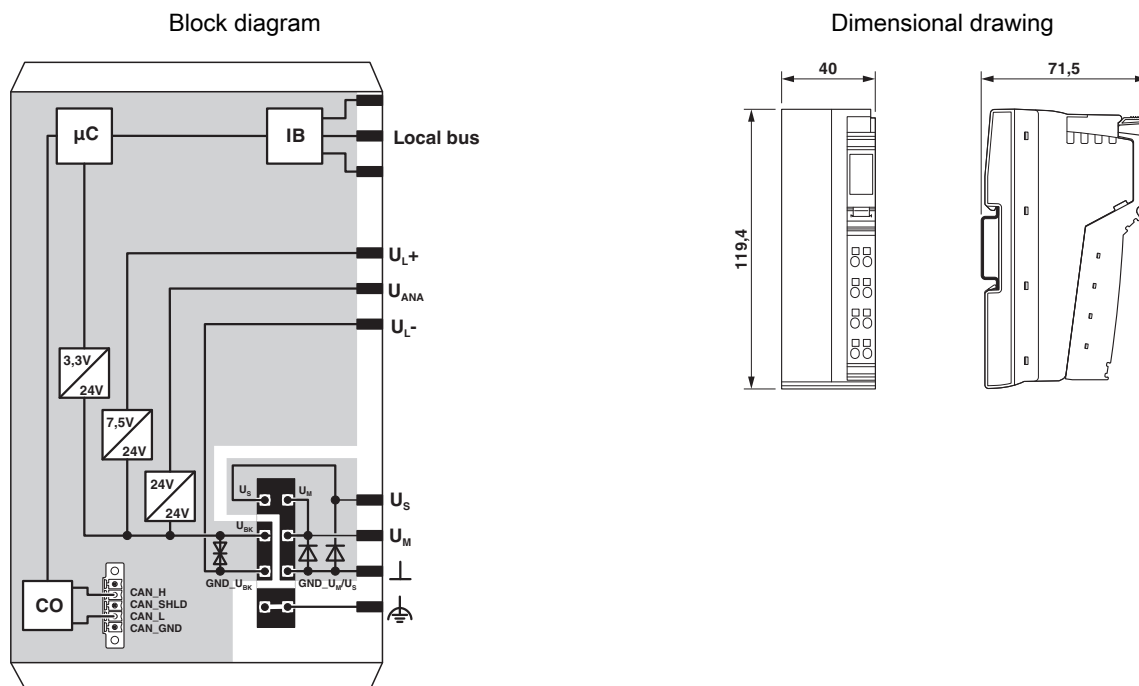 Block diagram
µC
IB
Local bus
UL+
UANA
UL-
3,3V
24V
7,5V
24V
24V
24V
US
UM
US
UBK
UM
GND_UBK
GND_UM/US
CO
CAN_H
CAN_SHLD
CAN_L
CAN_GND
Dimensional drawing
40
71,5
119,4